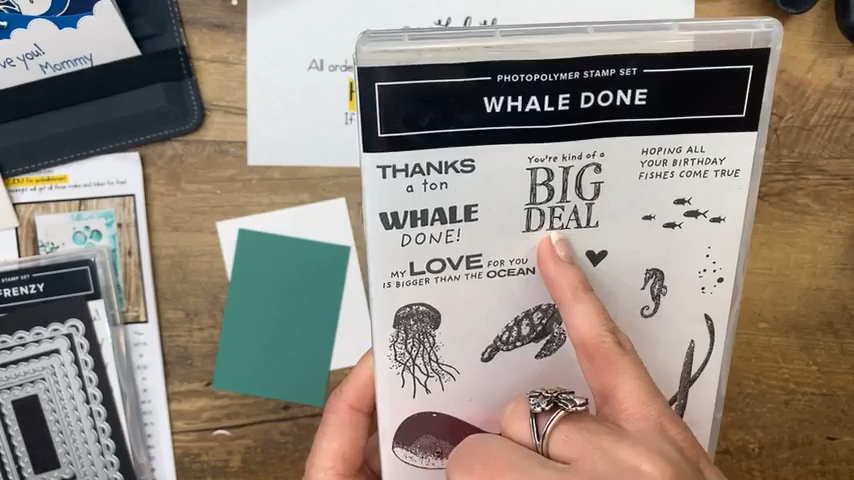 ve you!
Mommy
All orde
If
PHOTOPOLYMER STAMP SET
WHALE DONE
THANKS
a ton
WHALE
DONE!
You're kind of a
BIG
DEAL
HOPING ALL
YOUR BIRTHDAY
FISHES COME TRUE
MY LOVE FOR YOU
IS BIGGER THAN THE OCEAN
STAMP SET
FRENZY